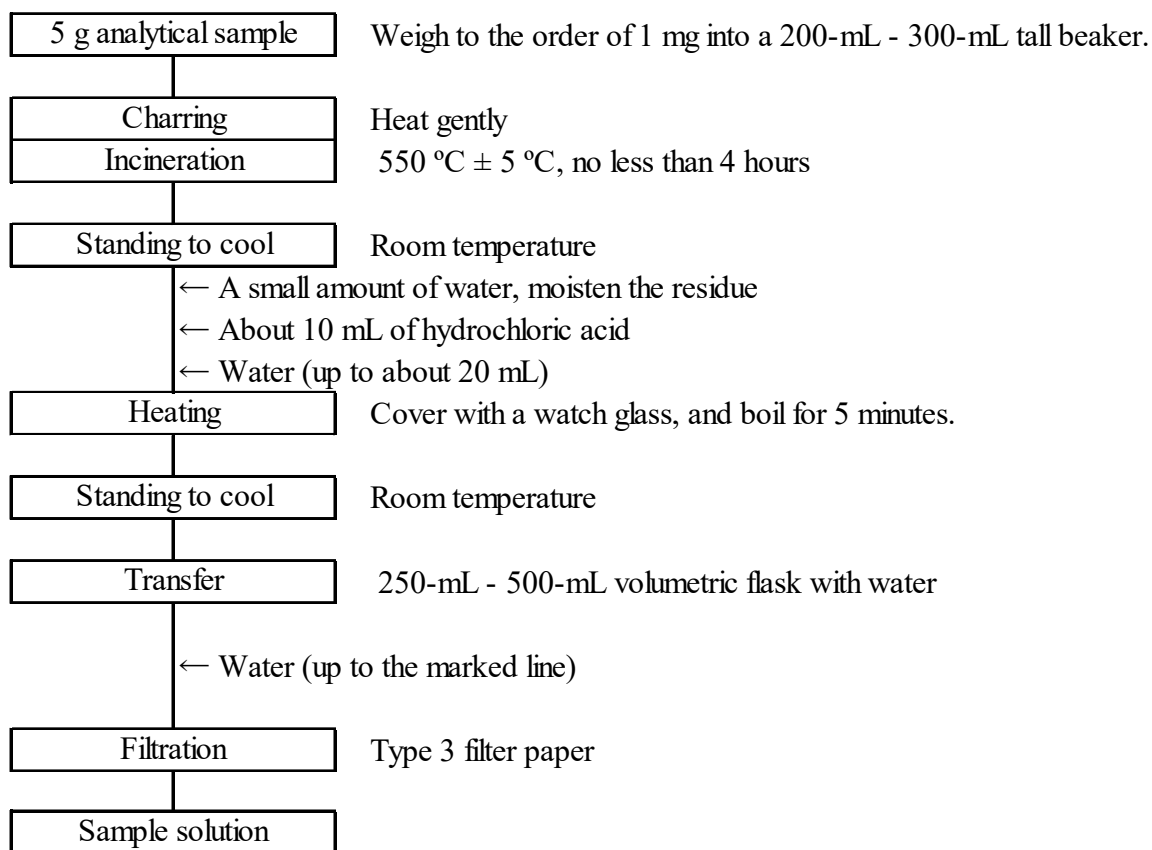 5 g analytical sample Weigh to the order of 1 mg into a 200-mL - 300-mL tall beaker.
Charring Heat gently
Incineration 550 ºC ± 5 ºC, no less than 4 hours
Standing to cool Room temperature
← A small amount of water, moisten the residue
← About 10 mL of hydrochloric acid
← Water (up to about 20 mL)
Heating Cover with a watch glass, and boil for 5 minutes.
Standing to cool Room temperature
Transfer 250-mL - 500-mL volumetric flask with water
← Water (up to the marked line)
Filtration Type 3 filter paper
Sample solution